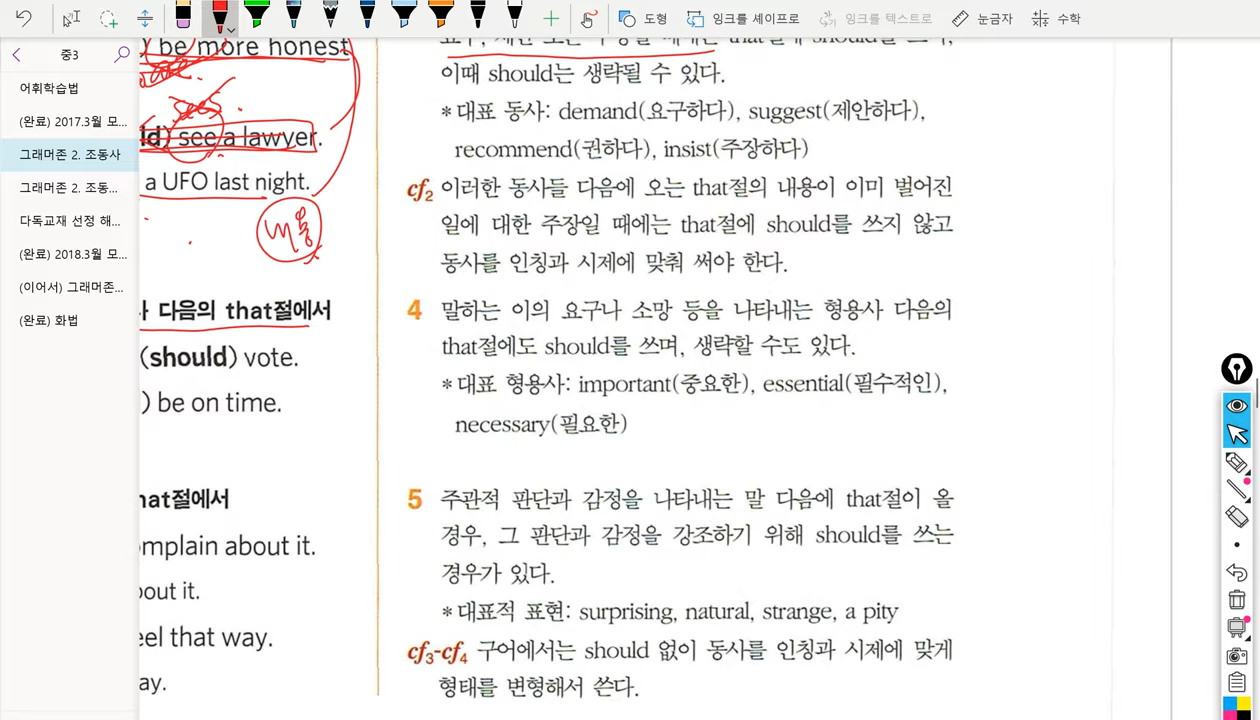 도형
잉크를 셰이프로
잉크를 텍스트로
눈금자
수학
중3
어휘학습법
(완료) 2017.3월 모...
그래머존 2. 조동사
그래머존 2. 조동...
다독교재 선정 해...
(완료) 2018.3월 모...
(이어서) 그래머존...
(완료) 화법
be more honest
see a lawyer.
a UFO last night.
다음의 that절에서
(should) vote.
) be on time.
that절에서
omplain about it.
out it.
eel that way.
ay.
이때 should는 생략될 수 있다.
* 대표 동사: demand(요구하다), suggest(제안하다),
recommend(권하다), insist(주장하다)
cf2 이러한 동사들 다음에 오는 that절의 내용이 이미 벌어진
일에 대한 주장일 때에는 that절에 should를 쓰지 않고
동사를 인칭과 시제에 맞춰 써야 한다.
4 말하는 이의 요구나 소망 등을 나타내는 형용사 다음의
that절에도 should를 쓰며, 생략할 수도 있다.
* 대표 형용사: important(중요한), essential(필수적인),
necessary(필요한)
5 주관적 판단과 감정을 나타내는 말 다음에 that절이 올
경우, 그 판단과 감정을 강조하기 위해 should를 쓰는
경우가 있다.
* 대표적 표현: surprising, natural, strange, a pity
cf3-cf4 구어에서는 should 없이 동사를 인칭과 시제에 맞게
형태를 변형해서 쓴다.